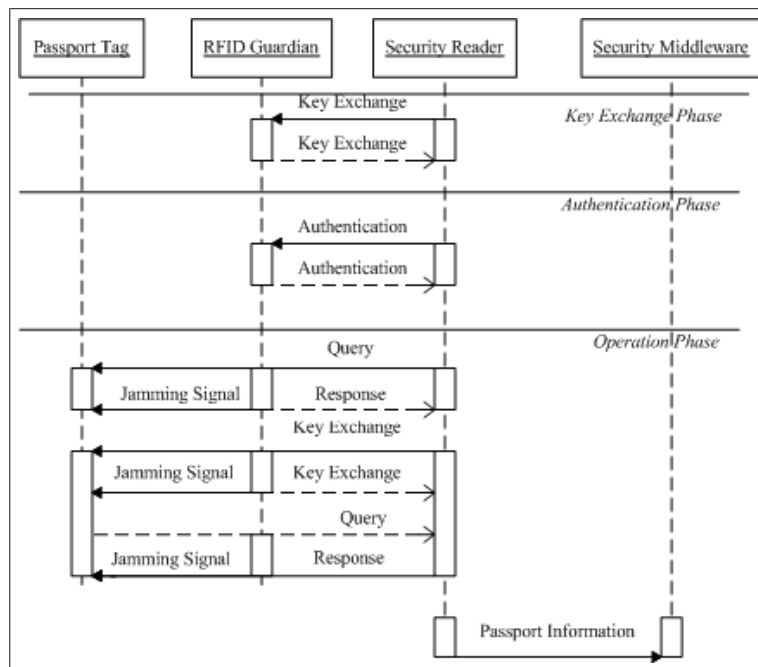 Passport Tag RFID Guardian Security Reader Security Middleware
Key Exchange
Key Exchange Phase
Key Exchange
Authentication Phase
Authentication
Authentication
Operation Phase
Query
Jamming Signal Response
Key Exchange
Jamming Signal Key Exchange
Query
Jamming Signal Response
Passport Information